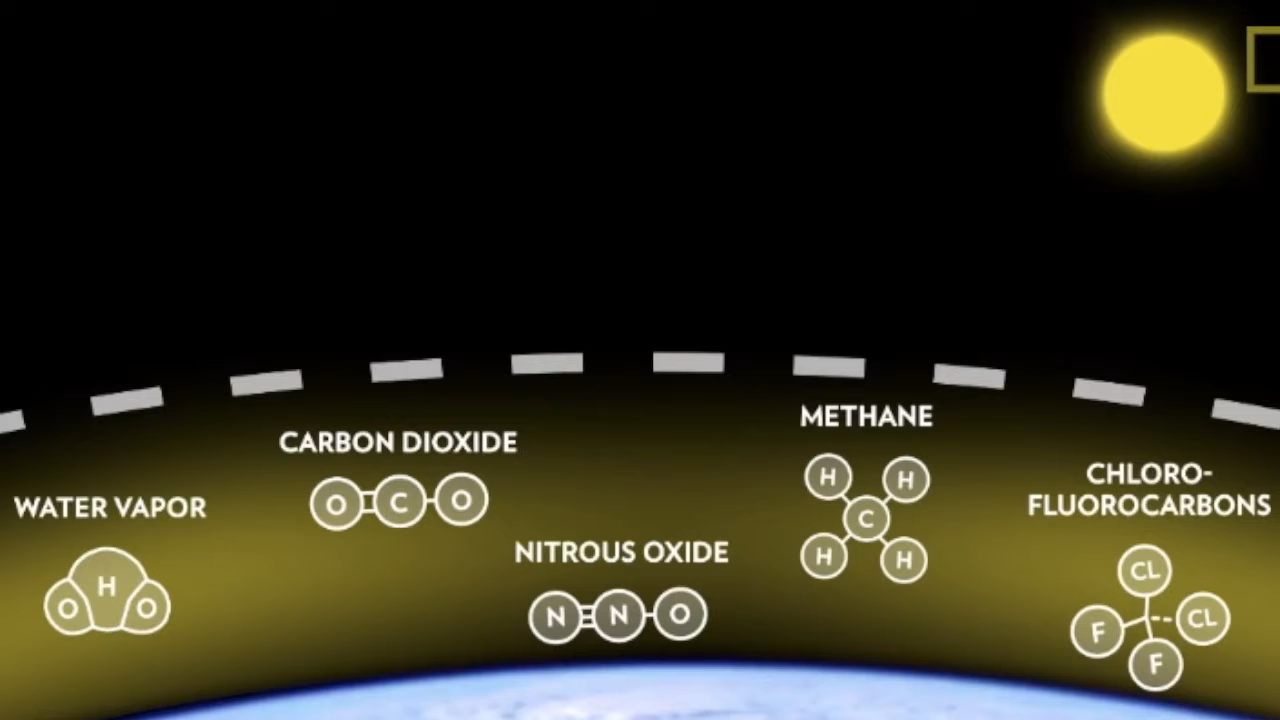 METHANE
CARBON DIOXIDE
H H
C
H H
CHLORO-
FLUOROCARBONS
WATER VAPOR
O C O
NITROUS OXIDE
H
O O
N N O
CL
F CL
F